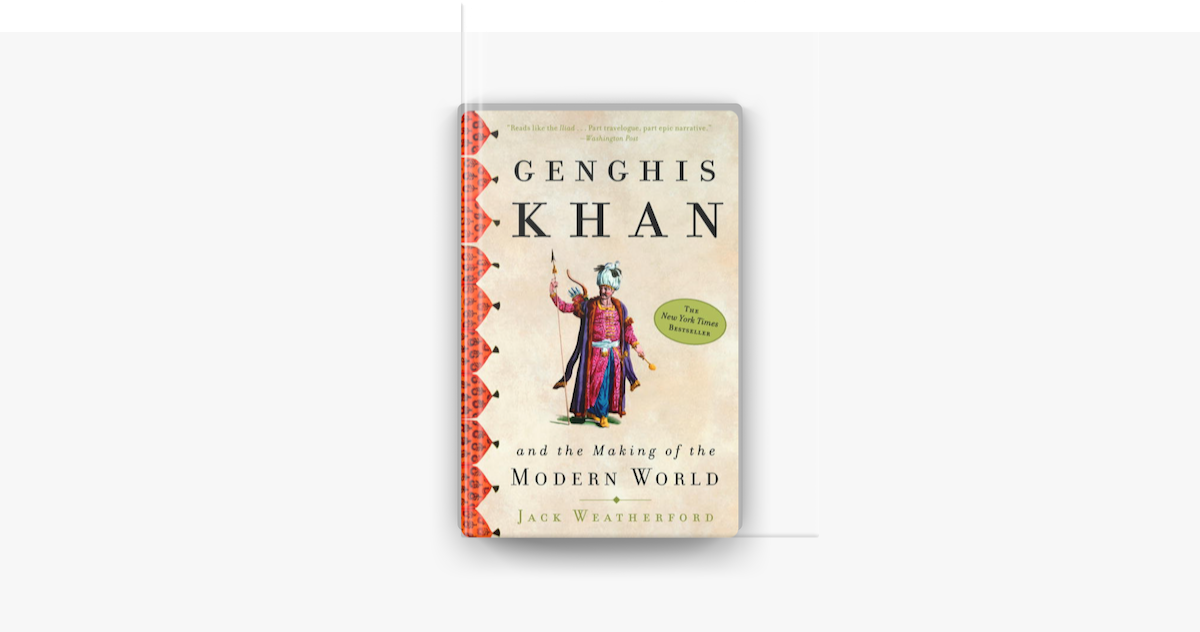 "Reads like the Iliad... Part travelogue, part epic narrative."
—Washington Post
GENGHIS
KHAN
THE
New York Times
BESTSELLER
and the Making of the
MODERN WORLD
JACK WEATHERFORD